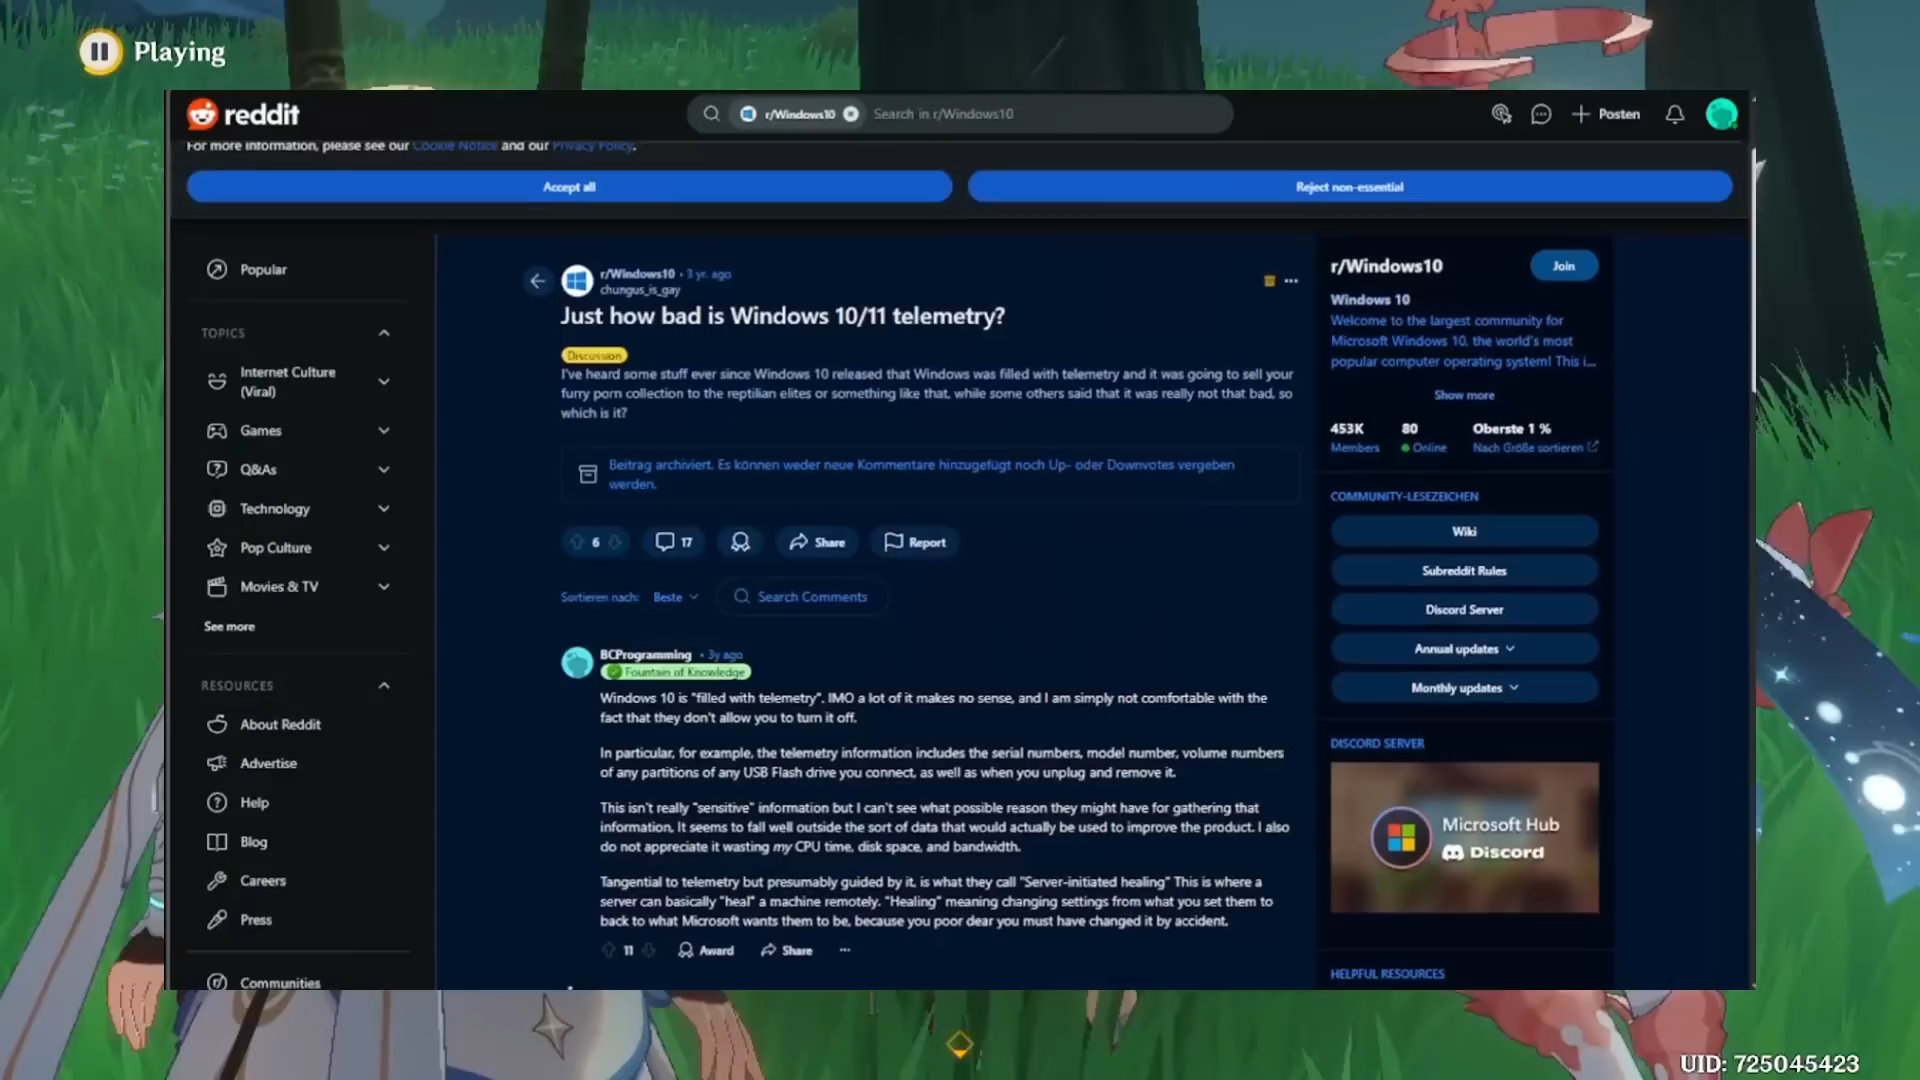 Playing
reddit
r/Windows10
Search in r/Windows10
Posten
For more information, please see our Cookie Notice and our Privacy Policy.
Accept all
Reject non-essential
Popular
TOPICS
Internet Culture
(Viral)
Games
Q&As
Technology
Pop Culture
Movies & TV
See more
RESOURCES
About Reddit
Advertise
Help
Blog
Careers
Press
Communities
r/Windows10 • 3 yr. ago
chungus_is_gay
Just how bad is Windows 10/11 telemetry?
Discussion
I've heard some stuff ever since Windows 10 released that Windows was filled with telemetry and it was going to sell your
furry porn collection to the reptilian elites or something like that, while some others said that it was really not that bad, so
which is it?
Beitrag archiviert. Es können weder neue Kommentare hinzugefügt noch Up- oder Downvotes vergeben
werden.
6
17
Share
Report
Sortieren nach: Beste
Search Comments
BCProgramming • 3y ago
Fountain of Knowledge
Windows 10 is "filled with telemetry". IMO a lot of it makes no sense, and I am simply not comfortable with the
fact that they don't allow you to turn it off.
In particular, for example, the telemetry information includes the serial numbers, model number, volume numbers
of any partitions of any USB Flash drive you connect, as well as when you unplug and remove it.
This isn't really "sensitive" information but I can't see what possible reason they might have for gathering that
information, It seems to fall well outside the sort of data that would actually be used to improve the product. I also
do not appreciate it wasting my CPU time, disk space, and bandwidth.
Tangential to telemetry but presumably guided by it, is what they call "Server-initiated healing" This is where a
server can basically "heal" a machine remotely. "Healing" meaning changing settings from what you set them to
back to what Microsoft wants them to be, because you poor dear you must have changed it by accident.
11
Award
Share
r/Windows10
Join
Windows 10
Welcome to the largest community for
Microsoft Windows 10, the world's most
popular computer operating system! This i...
Show more
453K
Members
80
Online
Oberste 1 %
Nach Größe sortieren
COMMUNITY-LESEZEICHEN
Wiki
Subreddit Rules
Discord Server
Annual updates
Monthly updates
DISCORD SERVER
Microsoft Hub
Discord
HELPFUL RESOURCES
UID: 725045423